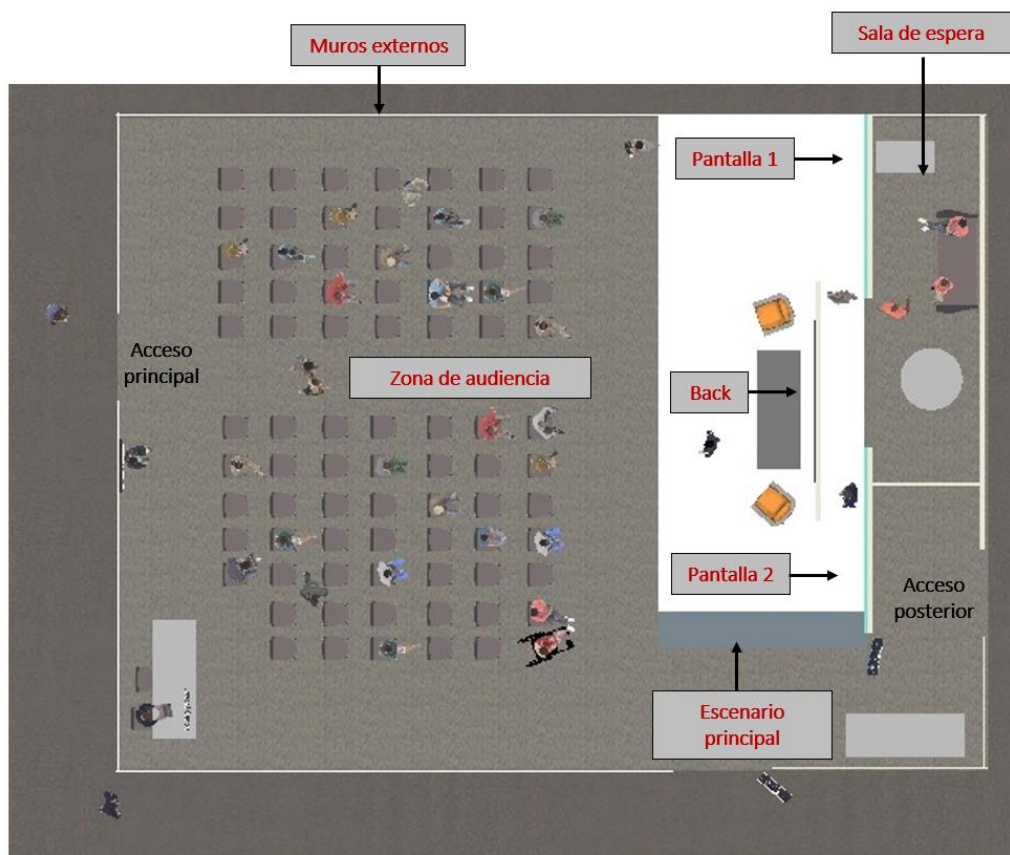 Muros externos
Sala de espera
Pantalla 1
Acceso
principal
Zona de audiencia
Back
Pantalla 2
Acceso
posterior
Escenario
principal